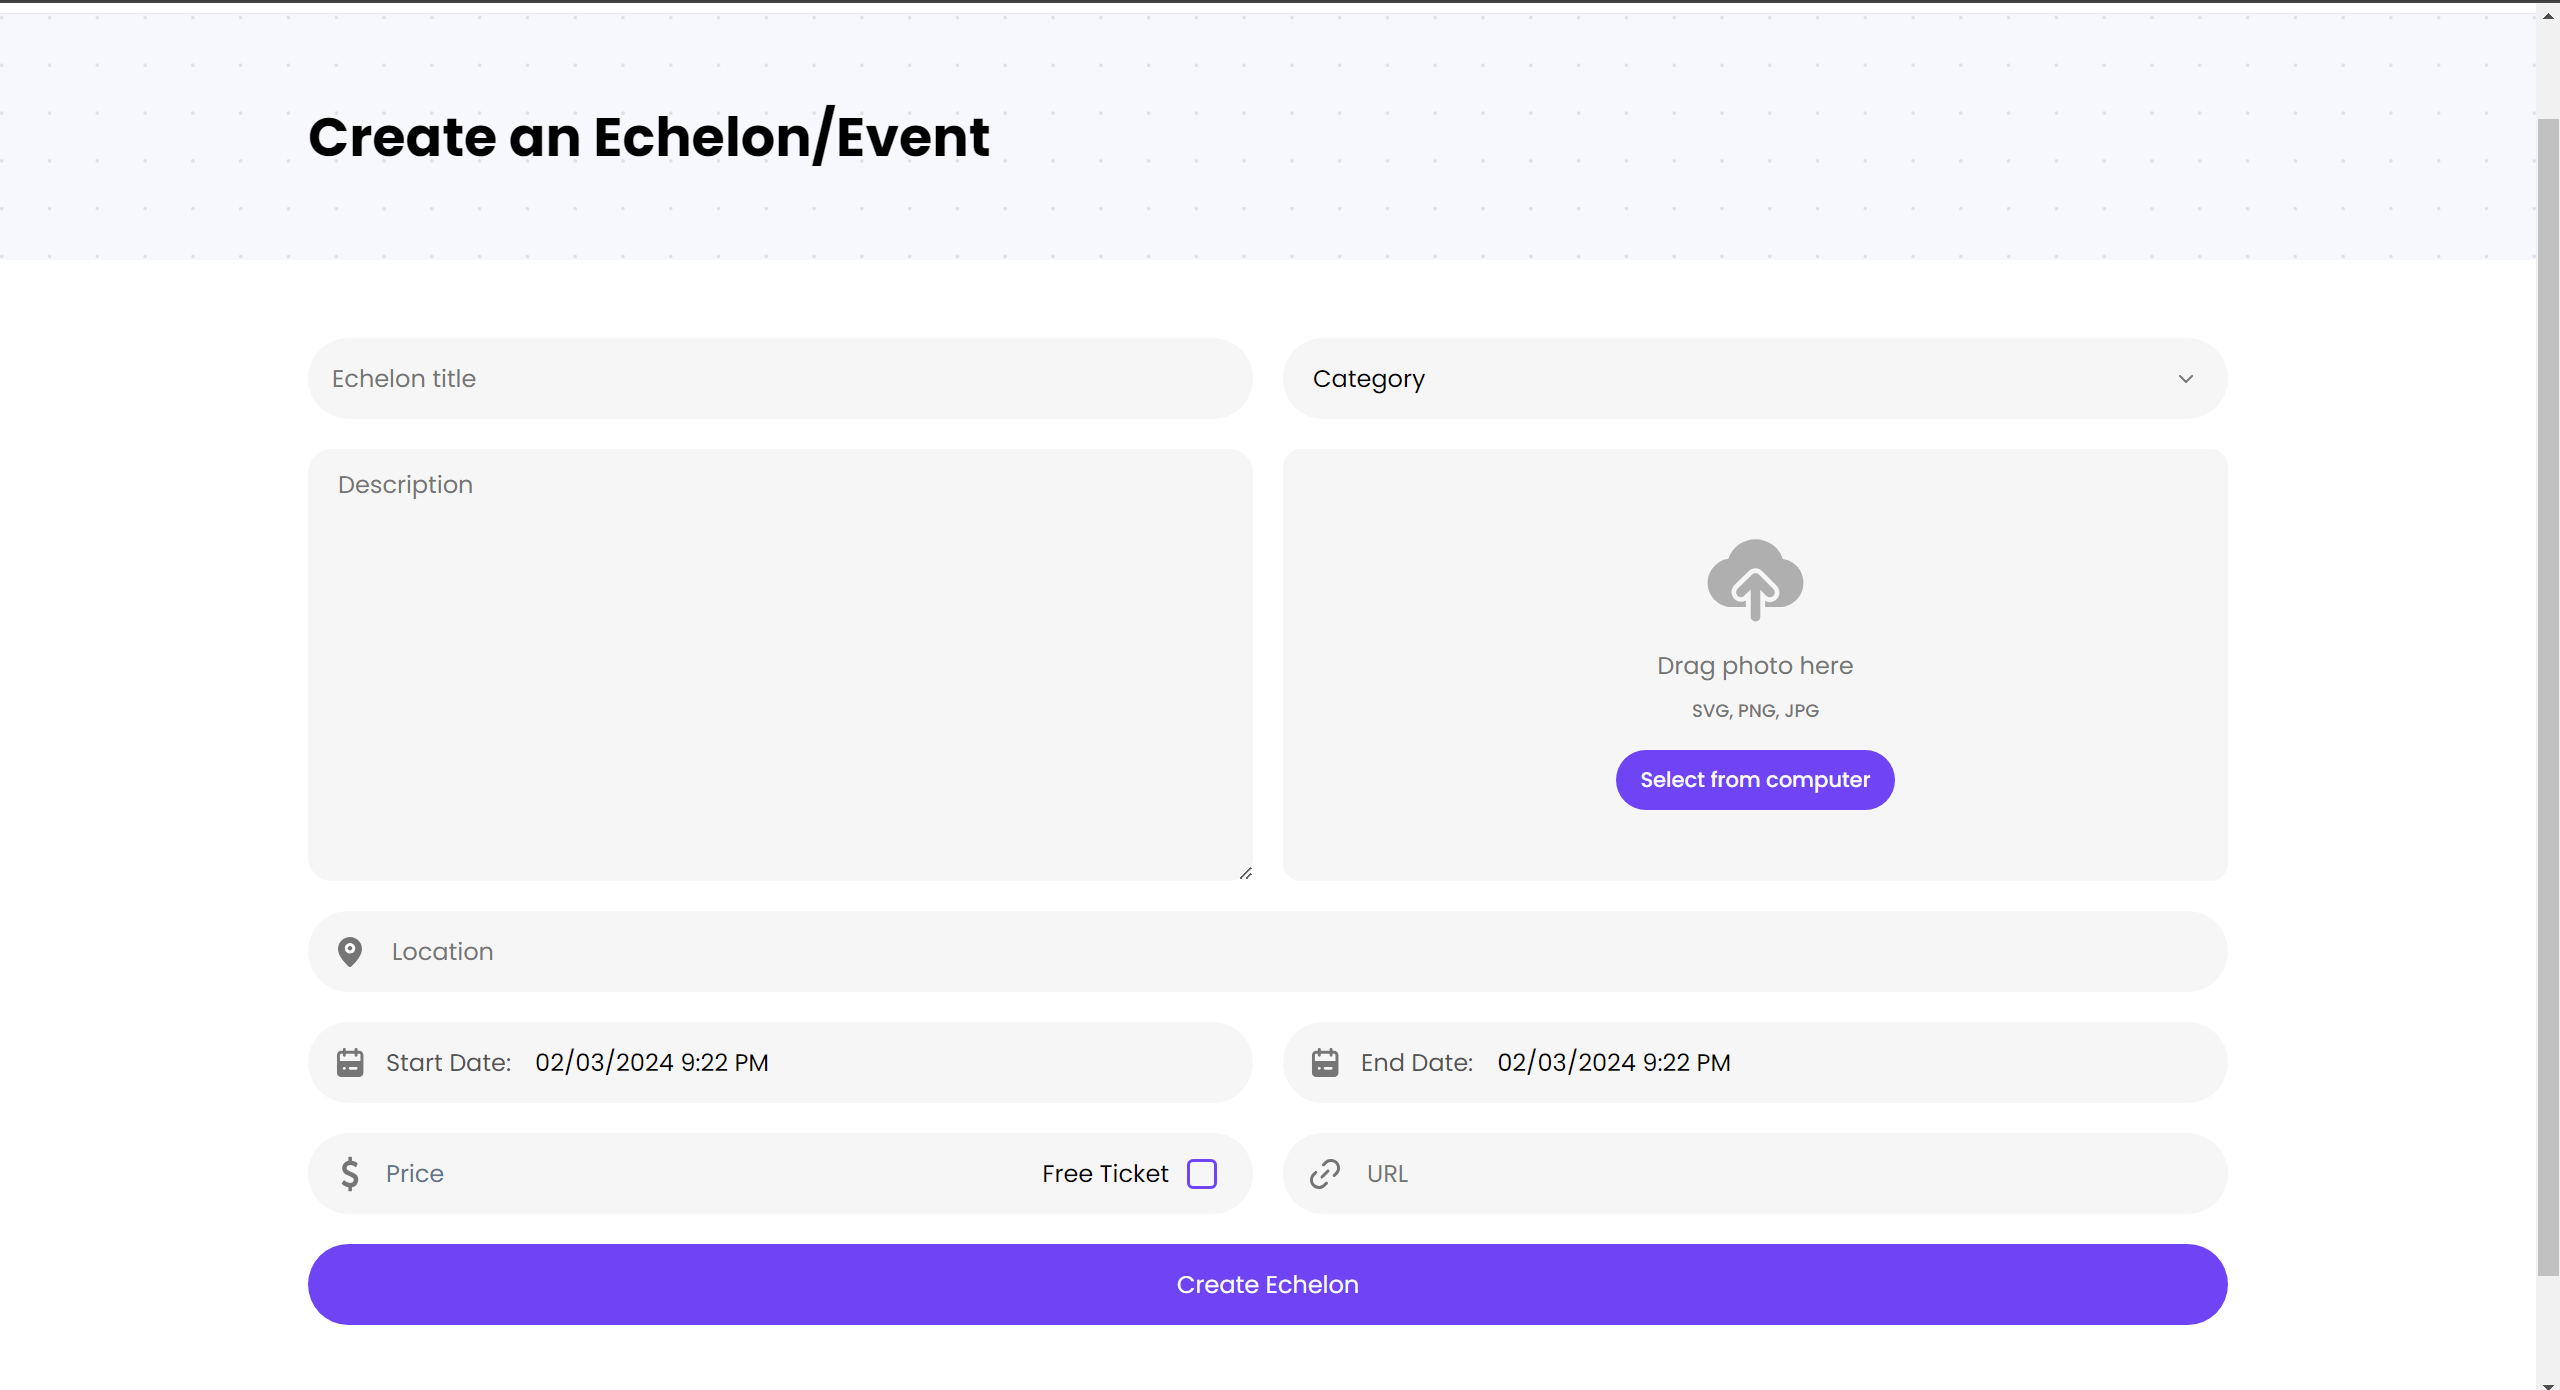 Create an Echelon/Event
Echelon title
Category
Description
Drag photo here
SVG, PNG, JPG
Select from computer
Location
Start Date: 02/03/2024 9:22 PM
End Date: 02/03/2024 9:22 PM
Price
Free Ticket
URL
Create Echelon